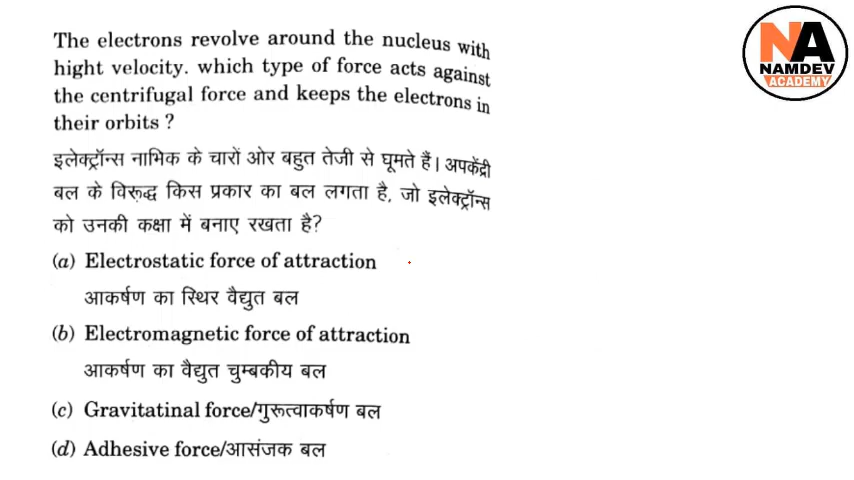 The electrons revolve around the nucleus with
hight velocity. which type of force acts against
the centrifugal force and keeps the electrons in
their orbits ?
इलेक्ट्रॉन्स नाभिक के चारों ओर बहुत तेजी से घूमते हैं। अपकेंद्री
बल के विरूद्ध किस प्रकार का बल लगता है, जो इलेक्ट्रॉन्स
को उनकी कक्षा में बनाए रखता है?
(a) Electrostatic force of attraction
आकर्षण का स्थिर वैद्युत बल
(b) Electromagnetic force of attraction
आकर्षण का वैद्युत चुम्बकीय बल
(c) Gravitatinal force/गुरूत्वाकर्षण बल
(d) Adhesive force/आसंजक बल
NA
NAMDEV
ACADEMY